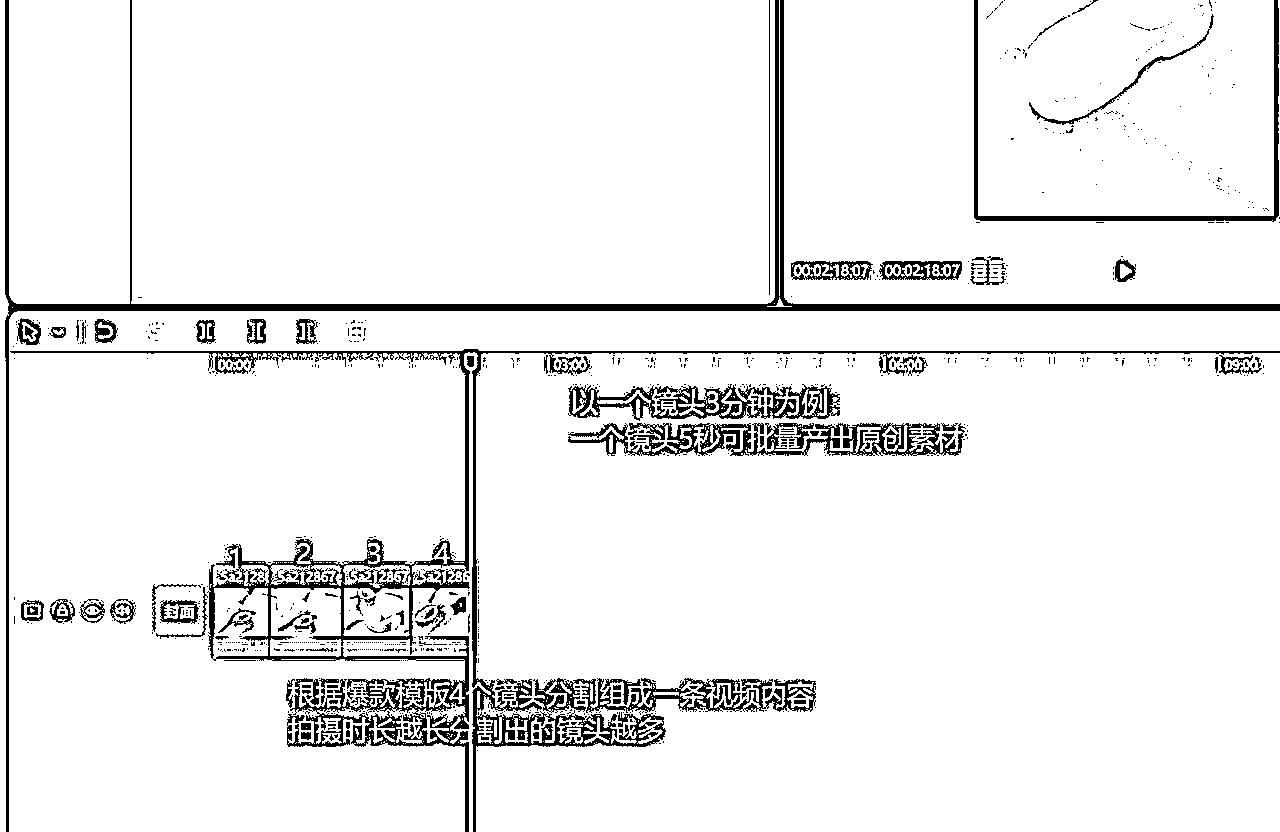 00:02:18:07 00:02:18:07
00:00 03:00 06:00 09:00
以一个镜头3分钟为例
一个镜头5秒可批量产出原创素材
1 2 3 4
封面
根据爆款模版4个镜头分割组成一条视频内容
拍摄时长越长分割出的镜头越多